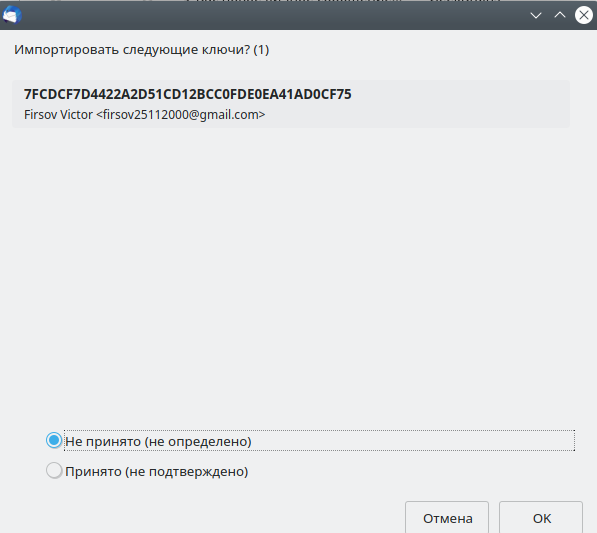 Импортировать следующие ключи? (1)
7FCDCF7D4422A2D51CD12BCC0FDE0EA41AD0CF75
Firsov Victor <firsov25112000@gmail.com>
Не принято (не определено)
Принято (не подтверждено)
Отмена
OK